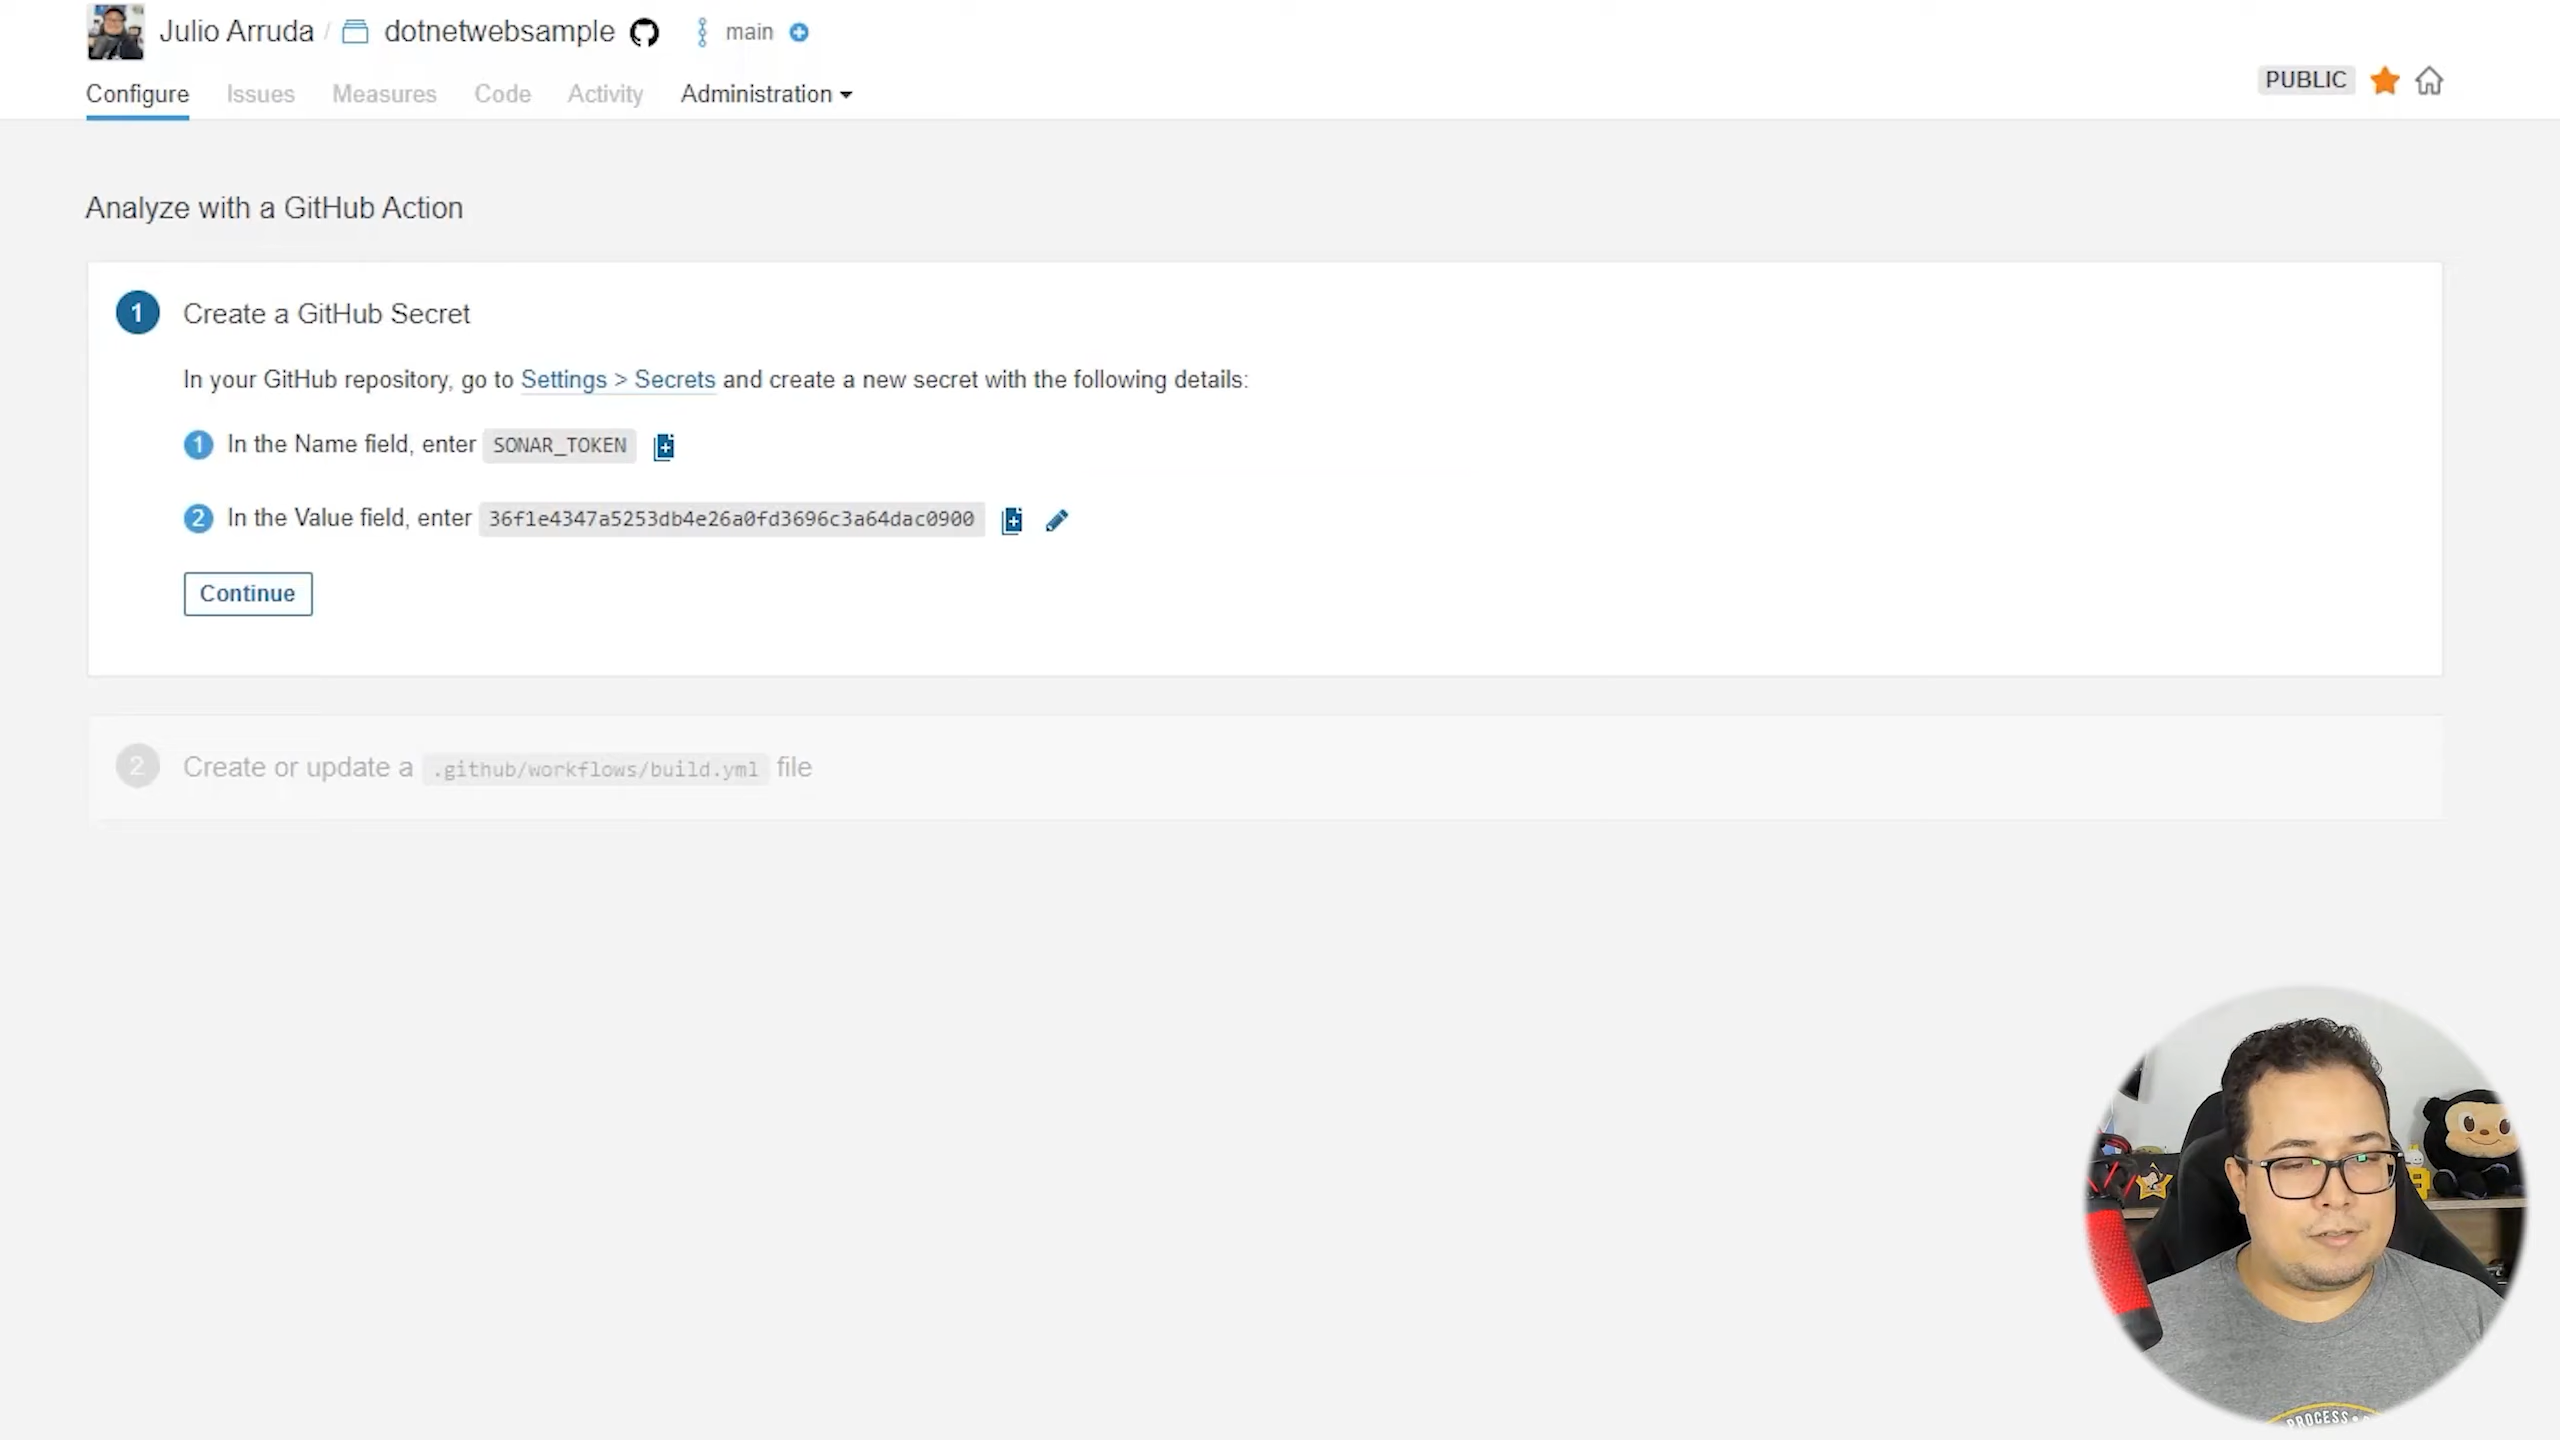 Julio Arruda / dotnetwebsample main
Configure Issues Measures Code Activity Administration
PUBLIC
Analyze with a GitHub Action
1 Create a GitHub Secret
In your GitHub repository, go to Settings > Secrets and create a new secret with the following details:
1 In the Name field, enter SONAR_TOKEN
2 In the Value field, enter 36f1e4347a5253db4e26a0fd3696c3a64dac0900
Continue
2 Create or update a .github/workflows/build.yml file
PROCESS